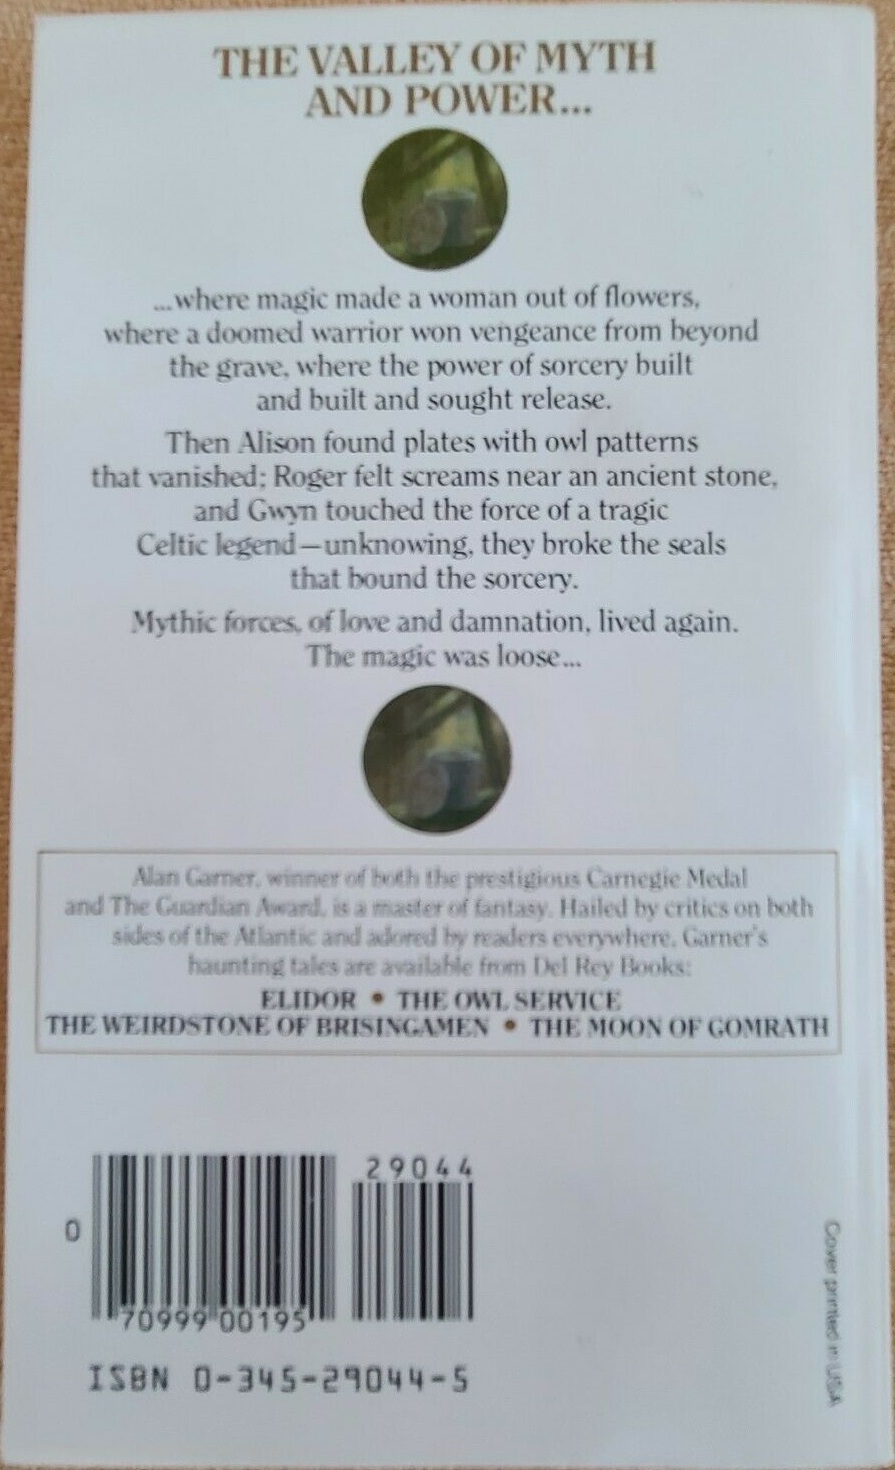 THE VALLEY OF MYTH
AND POWER...
...where magic made a woman out of flowers,
where a doomed warrior won vengeance from beyond
the grave, where the power of sorcery built
and built and sought release.
Then Alison found plates with owl patterns
that vanished; Roger felt screams near an ancient stone,
and Gwyn touched the force of a tragic
Celtic legend—unknowing, they broke the seals
that bound the sorcery.
Mythic forces, of love and damnation, lived again.
The magic was loose...
Alan Garner, winner of both the prestigious Carnegie Medal
and The Guardian Award, is a master of fantasy. Hailed by critics on both
sides of the Atlantic and adored by readers everywhere, Garner's
haunting tales are available from Del Rey Books:
ELIDOR • THE OWL SERVICE
THE WEIRDSTONE OF BRISINGAMEN • THE MOON OF GOMRATH
29044
0
70999 00195
ISBN 0-345-29044-5
Cover printed in USA